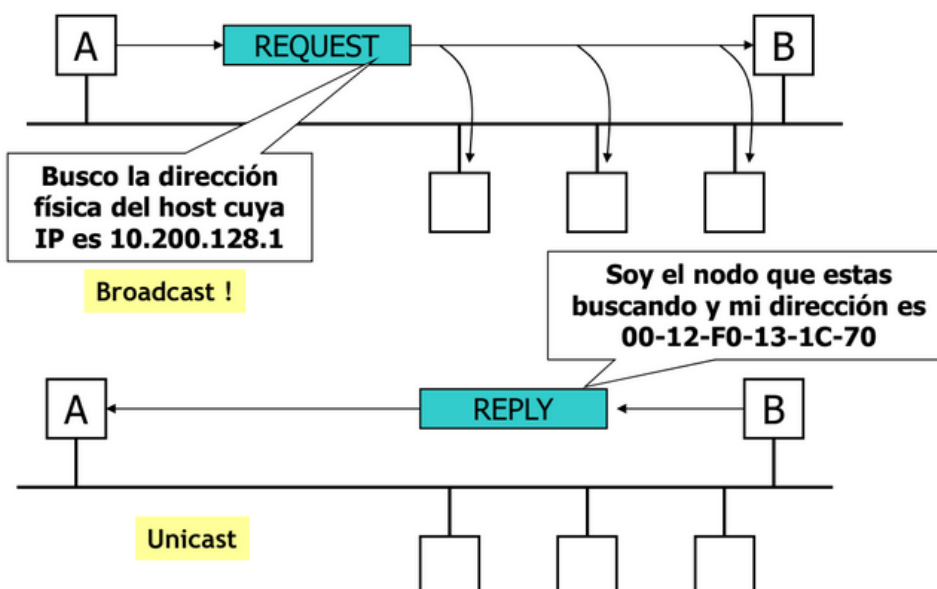 A
REQUEST
B
Busco la dirección
física del host cuya
IP es 10.200.128.1
Broadcast !
Soy el nodo que estas
buscando y mi dirección es
00-12-F0-13-1C-70
A
REPLY
B
Unicast